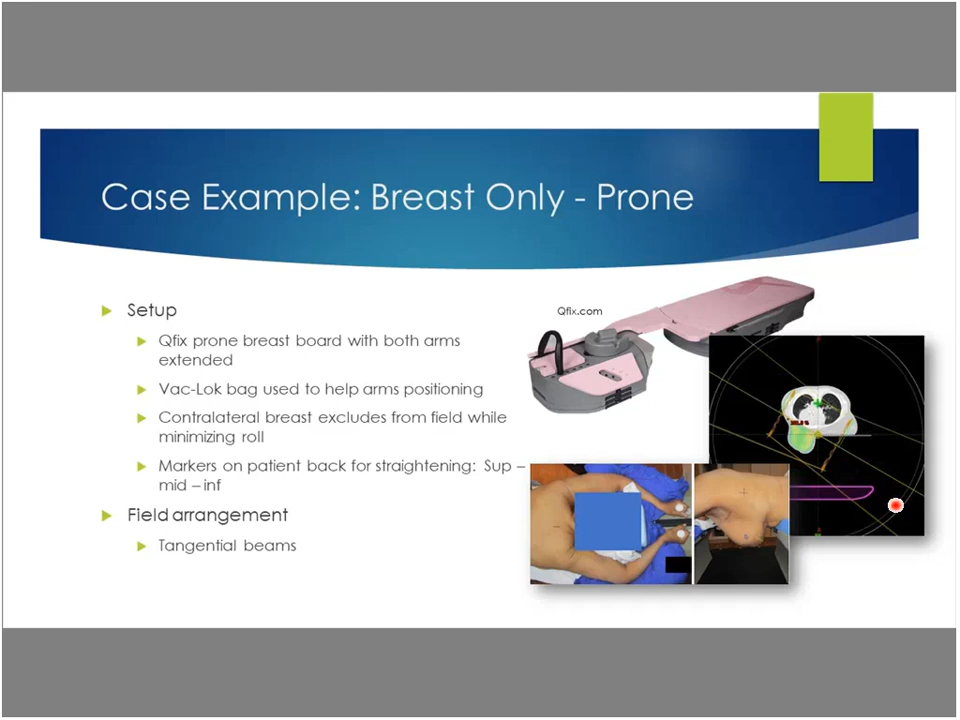 Case Example: Breast Only - Prone
Setup
Qfix.com
Qfix prone breast board with both arms
extended
Vac-Lok bag used to help arms positioning
Contralateral breast excludes from field while
minimizing roll
Markers on patient back for straightening: Sup –
mid – inf
Field arrangement
Tangential beams